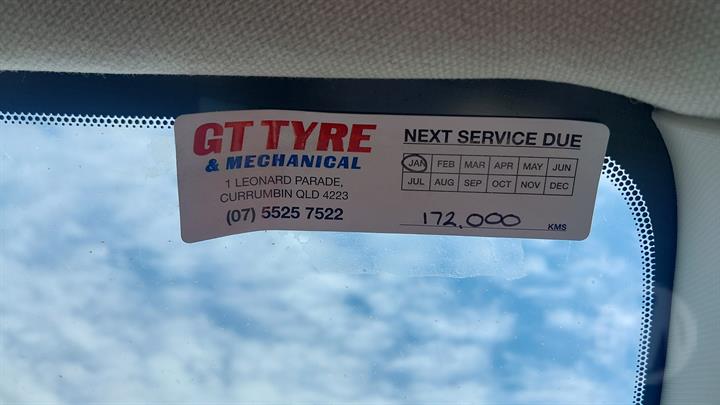 GT TYRE
& MECHANICAL
1 LEONARD PARADE,
CURRUMBIN QLD 4223
(07) 5525 7522
NEXT SERVICE DUE
JAN FEB MAR APR MAY JUN
JUL AUG SEP OCT NOV DEC
172,000 KMS